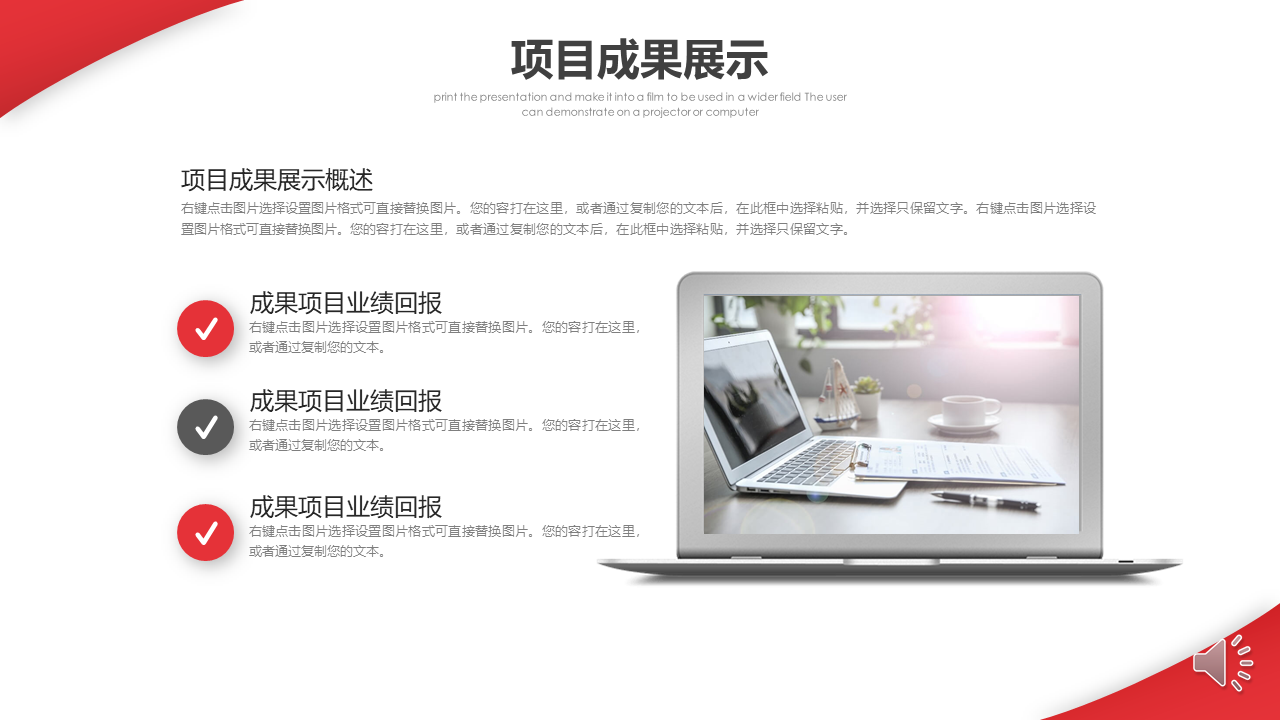 项目成果展示
print the presentation and make it into a film to be used in a wider field The user
can demonstrate on a projector or computer
项目成果展示概述
右键点击图片选择设置图片格式可直接替换图片。您的容打在这里，或者通过复制您的文本后，在此框中选择粘贴，并选择只保留文字。右键点击图片选择设
置图片格式可直接替换图片。您的容打在这里，或者通过复制您的文本后，在此框中选择粘贴，并选择只保留文字。
成果项目业绩回报
右键点击图片选择设置图片格式可直接替换图片。您的容打在这里，
或者通过复制您的文本。
成果项目业绩回报
右键点击图片选择设置图片格式可直接替换图片。您的容打在这里，
或者通过复制您的文本。
成果项目业绩回报
右键点击图片选择设置图片格式可直接替换图片。您的容打在这里，
或者通过复制您的文本。